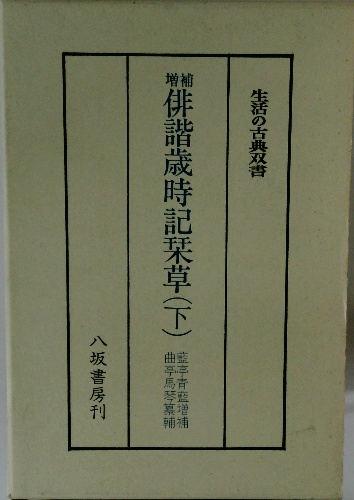 生活の古典双書
増補
俳諧歳時記栞草(下)
曲亭馬琴纂輔
藍亭青藍増補
八坂書房刊